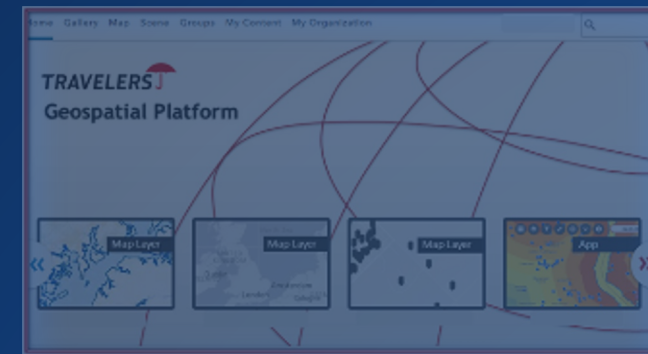 Home Gallery Map Scene Groups My Content My Organization
TRAVELERS
Geospatial Platform
Map Layer Map Layer Map Layer App
London